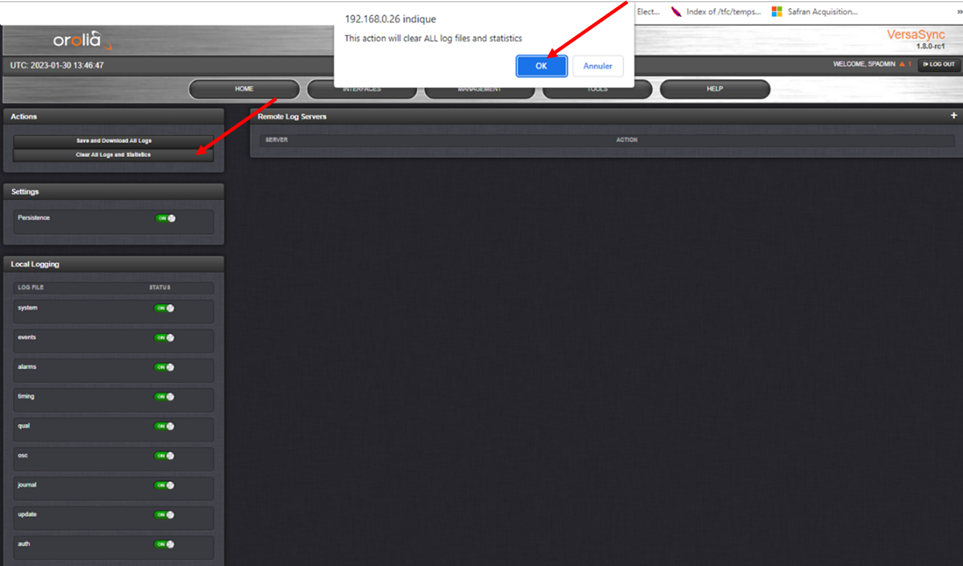 Elect...
Index of /tfc/temps...
Safran Acquisition...
»
192.168.0.26 indique
This action will clear ALL log files and statistics
OK
Annuler
orolia
VersaSync
1.8.0-rc1
UTC: 2023-01-30 13:46:47
WELCOME, SPADMIN 1
LOG OUT
HOME
INTERFACES
MANAGEMENT
TOOLS
HELP
Actions
Save and Download All Logs
Clear All Logs and Statistics
Remote Log Servers
+
SERVER ACTION
Settings
Persistence ON
Local Logging
LOG FILE STATUS
system ON
events ON
alarms ON
timing ON
qual ON
osc ON
journal ON
update ON
auth ON